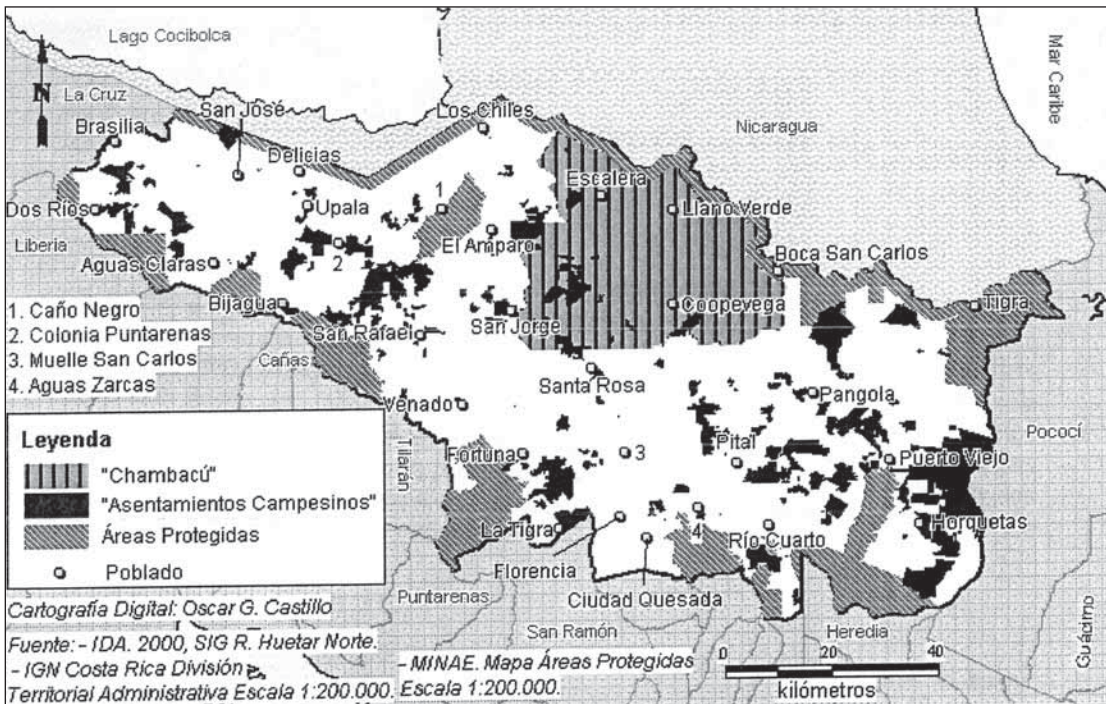 Lago Cocibolca
Mar Caribe
N
La Cruz
San José
Los Chiles
Nicaragua
Brasilia
Delicias
Escalera
Dos Ríos
Upala
1
Llano Verde
Liberia
El Amparo
Aguas Claras
2
Boca San Carlos
Bijagua
Coopevega
Tigra
1. Caño Negro
2. Colonia Puntarenas
3. Muelle San Carlos
4. Aguas Zarcas
San Rafael
San Jorge
Cañas
Santa Rosa
Venado
Pangola
Pococí
Tilarán
Fortuna
3
Pital
Puerto Viejo
Leyenda
"Chambacú"
"Asentamientos Campesinos"
Áreas Protegidas
Poblado
La Tigra
4
Río Cuarto
Horquetas
Florencia
Ciudad Quesada
Puntarenas
San Ramón
Heredia
Guácimo
Cartografía Digital: Oscar G. Castillo
Fuente: - IDA. 2000, SIG R. Huetar Norte.
- IGN Costa Rica División
Territorial Administrativa Escala 1:200.000.
- MINAE. Mapa Áreas Protegidas
Escala 1:200.000.
0 20 40
kilómetros